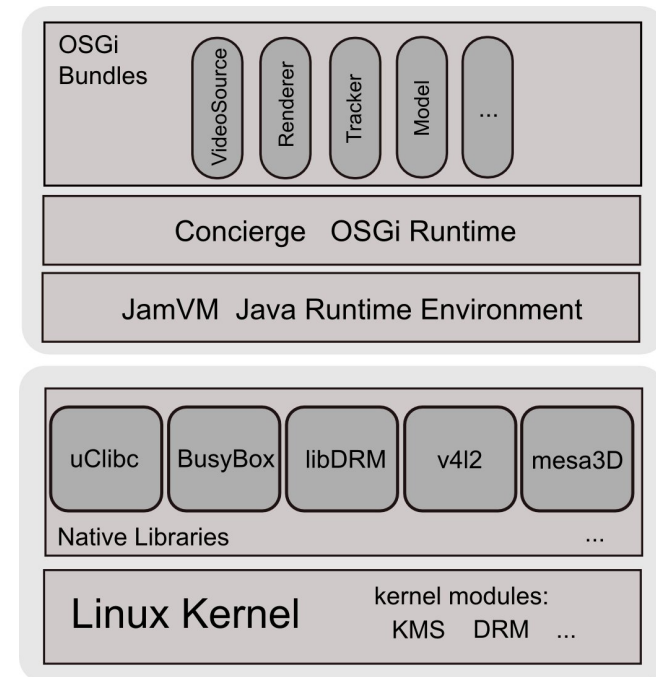 OSGi
Bundles
VideoSource
Renderer
Tracker
Model
...
Concierge OSGi Runtime
JamVM Java Runtime Environment
uClibc
BusyBox
libDRM
v4l2
mesa3D
Native Libraries
...
Linux Kernel
kernel modules:
KMS DRM ...